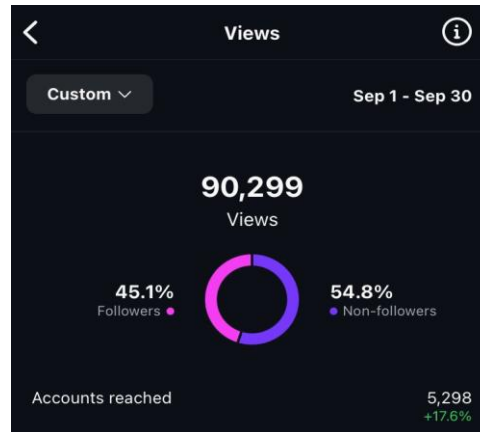 Views
Custom
Sep 1 - Sep 30
90,299
Views
45.1%
Followers
54.8%
Non-followers
Accounts reached
5,298
+17.6%